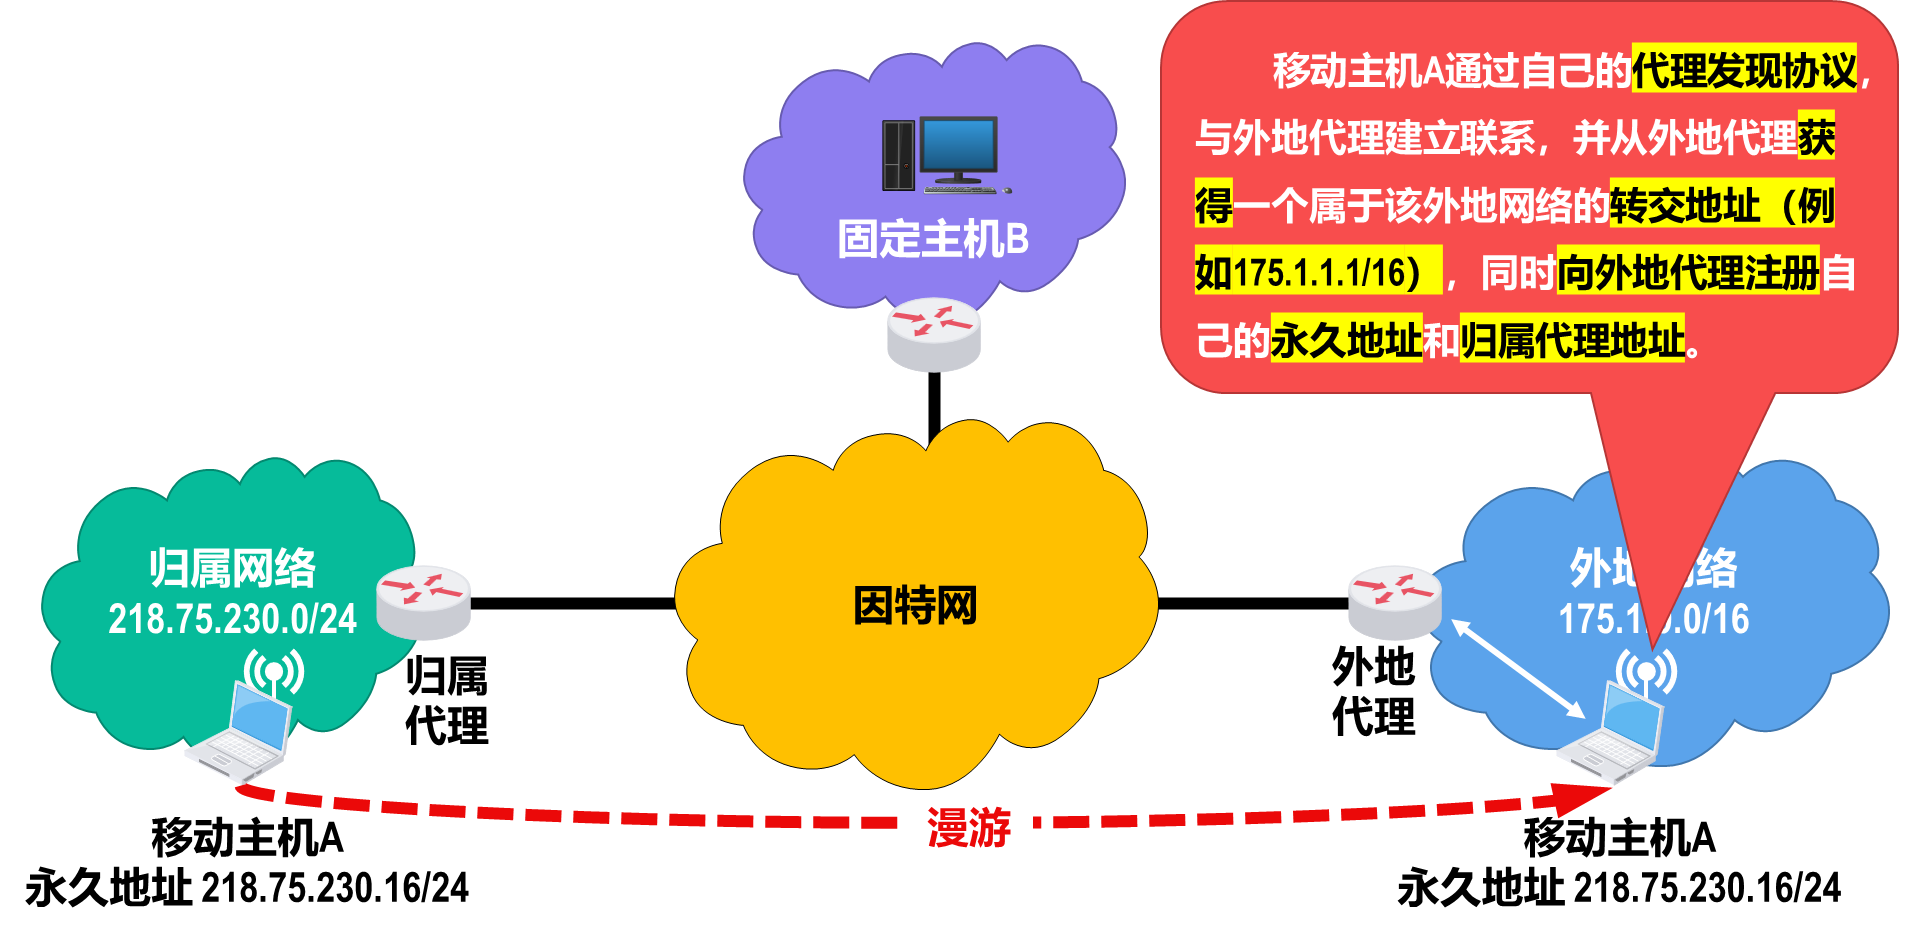 移动主机A通过自己的代理发现协议,
与外地代理建立联系,并从外地代理获
得一个属于该外地网络的转交地址（例
如175.1.1.1/16）,同时向外地代理注册自
己的永久地址和归属代理地址。
固定主机B
归属网络
218.75.230.0/24
归属
代理
因特网
外地
代理
外地 络
175.1 .0/16
漫游
移动主机A
永久地址 218.75.230.16/24
移动主机A
永久地址 218.75.230.16/24